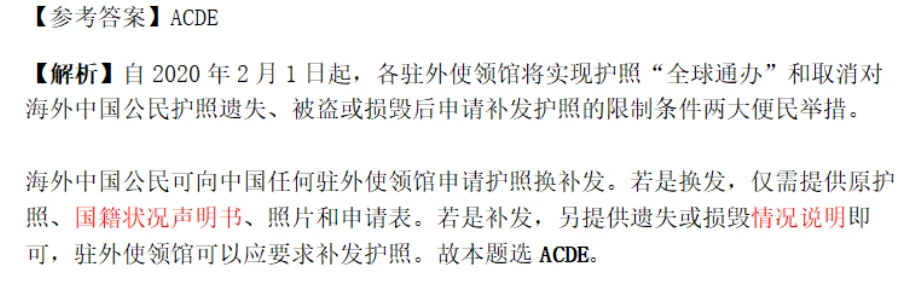 【参考答案】ACDE
【解析】自 2020 年 2 月 1 日起，各驻外使领馆将实现护照“全球通办”和取消对
海外中国公民护照遗失、被盗或损毁后申请补发护照的限制条件两大便民举措。
海外中国公民可向中国任何驻外使领馆申请护照换补发。若是换发，仅需提供原护
照、国籍状况声明书、照片和申请表。若是补发，另提供遗失或损毁情况说明即
可，驻外使领馆可以应要求补发护照。故本题选 ACDE。